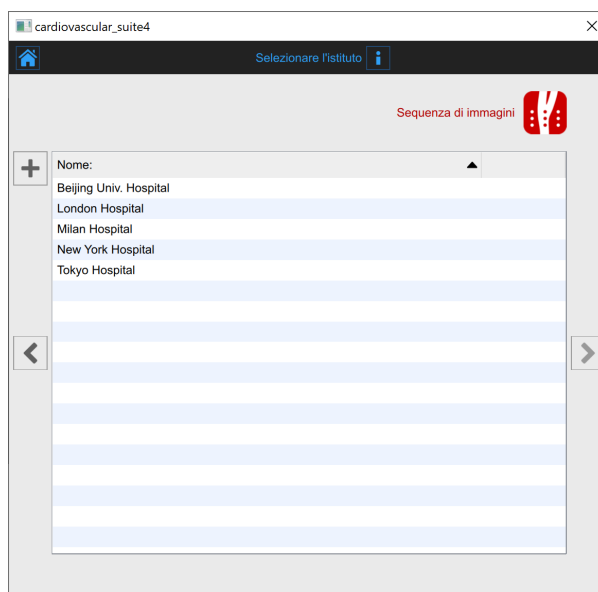 cardiovascular_suite4
Selezionare l'istituto
Sequenza di immagini
Nome:
Beijing Univ. Hospital
London Hospital
Milan Hospital
New York Hospital
Tokyo Hospital